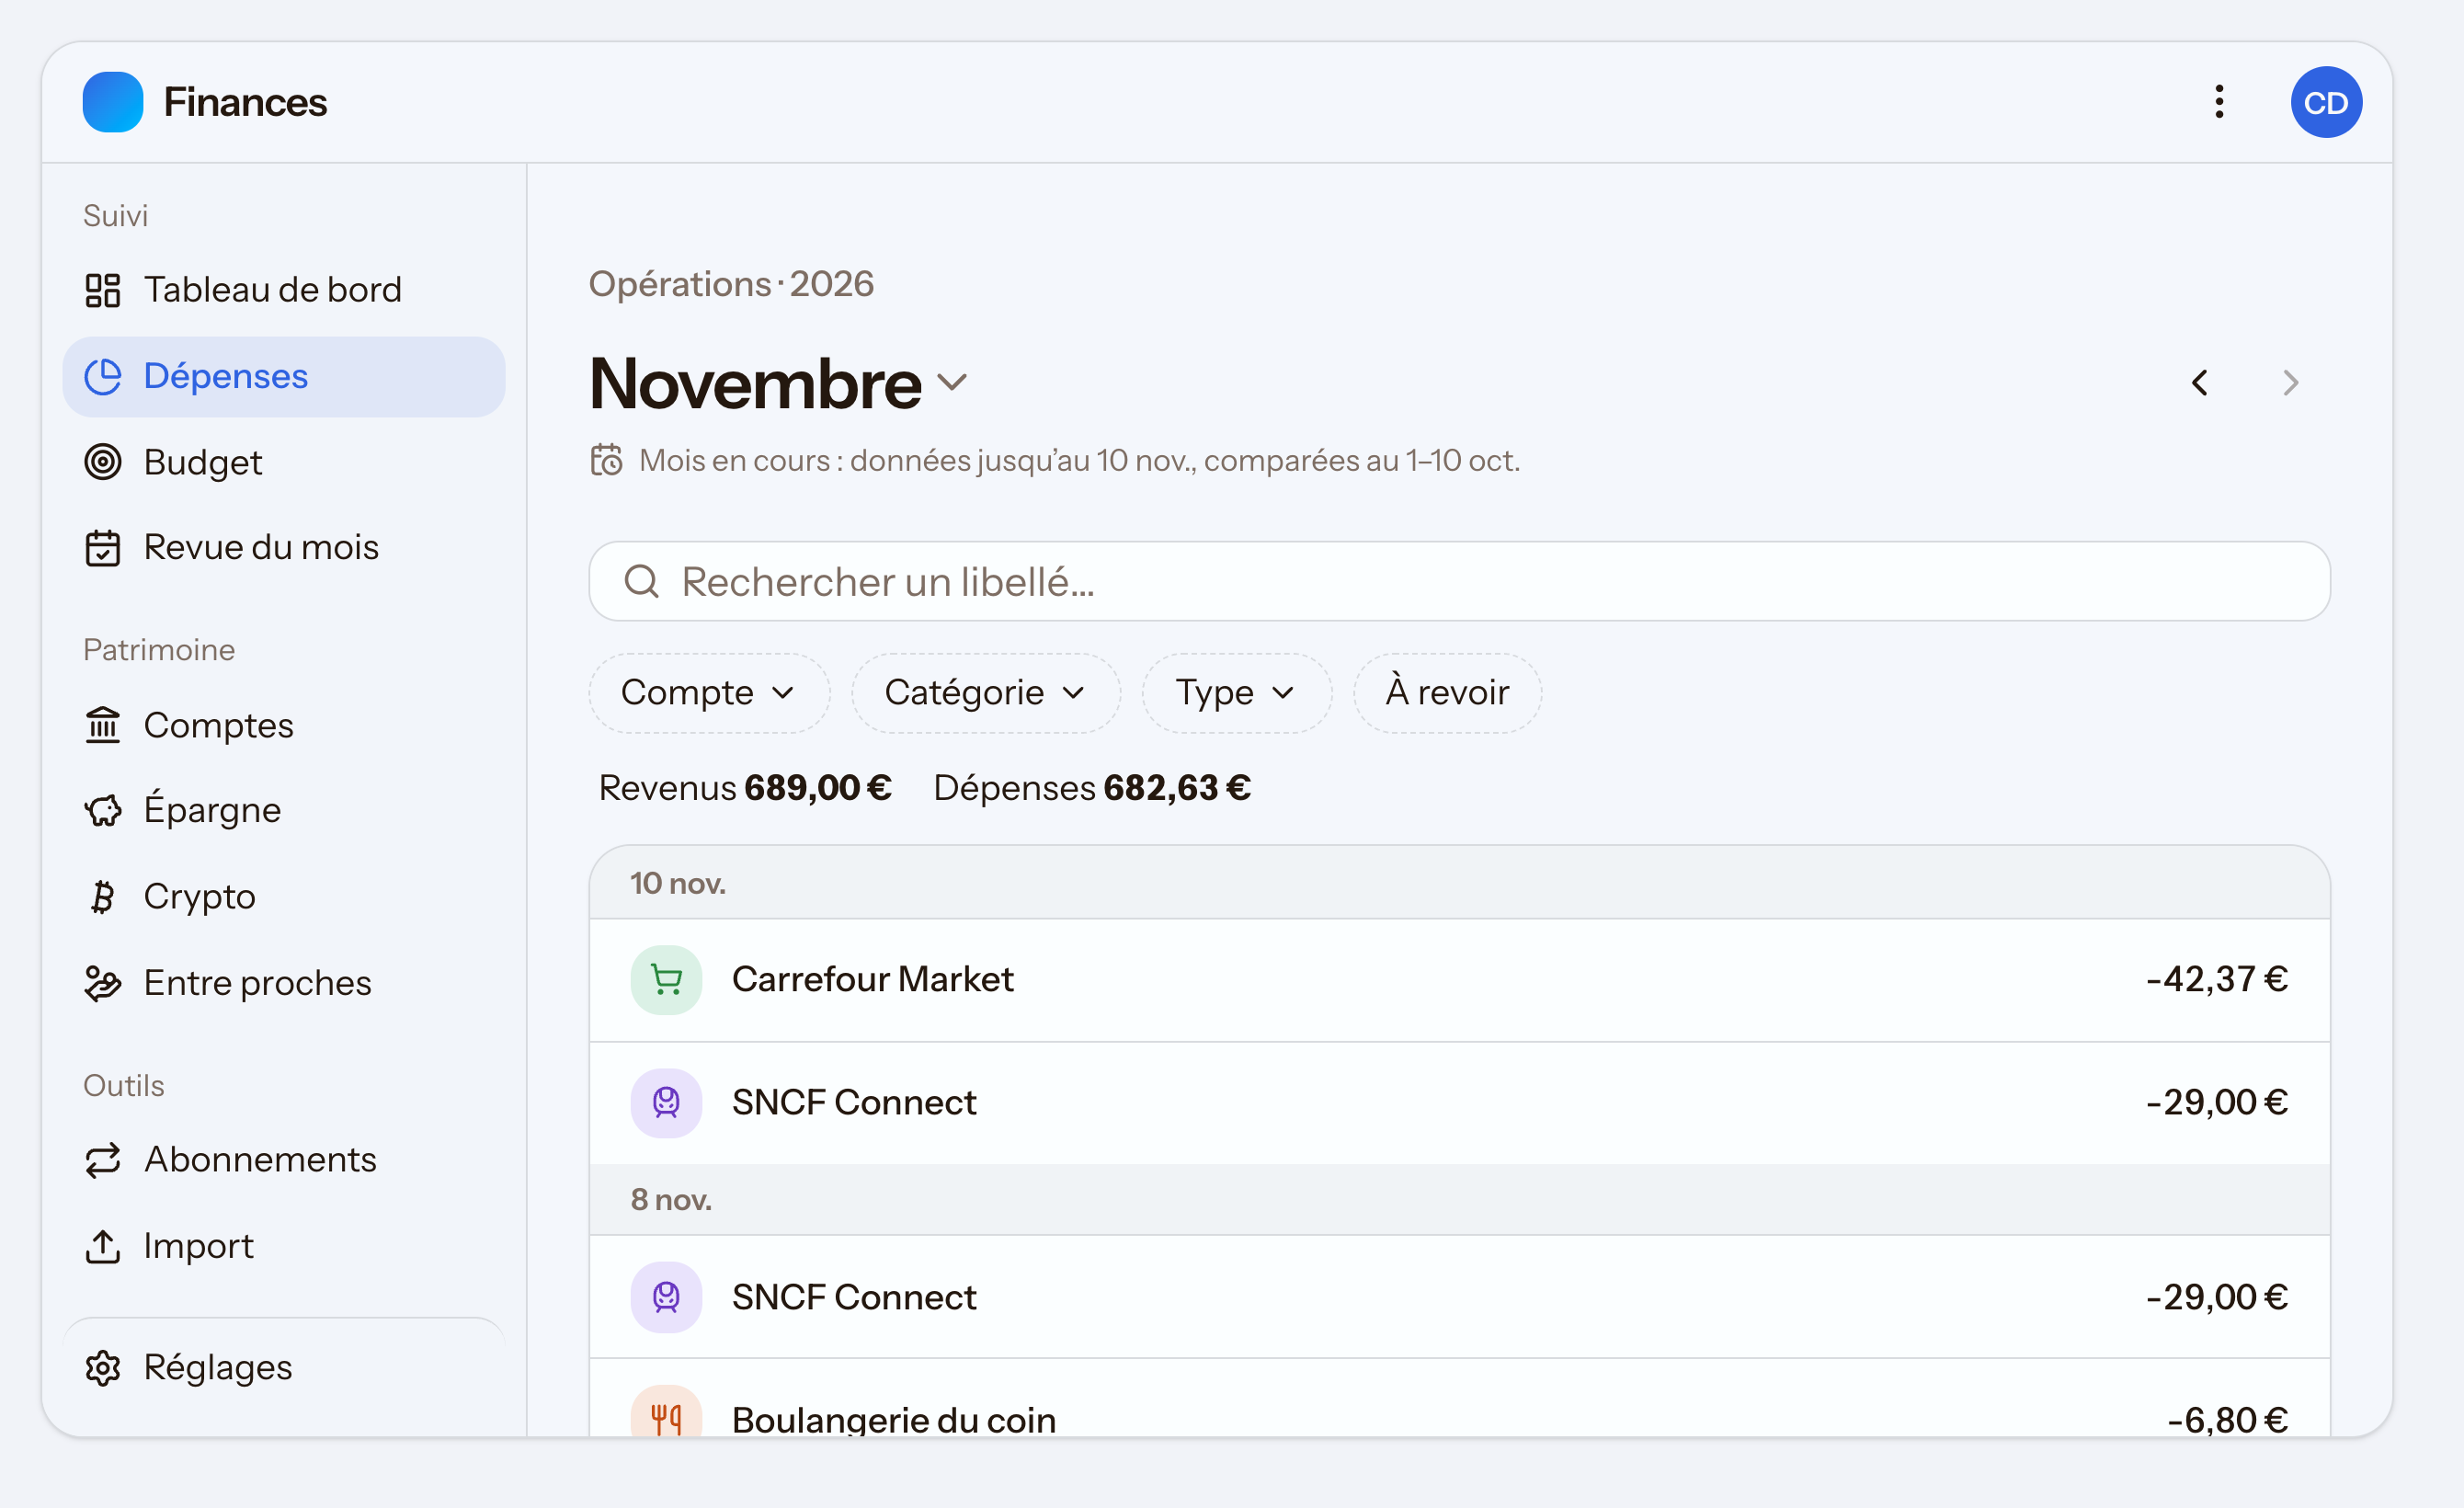 Finances
CD
Suivi
Tableau de bord
Dépenses
Budget
Revue du mois
Patrimoine
Comptes
Épargne
Crypto
Entre proches
Outils
Abonnements
Import
Réglages
Opérations · 2026
Novembre
Mois en cours : données jusqu’au 10 nov., comparées au 1–10 oct.
Rechercher un libellé...
Compte Catégorie Type À revoir
Revenus 689,00 € Dépenses 682,63 €
10 nov.
Carrefour Market -42,37 €
SNCF Connect -29,00 €
8 nov.
SNCF Connect -29,00 €
Boulangerie du coin -6,80 €